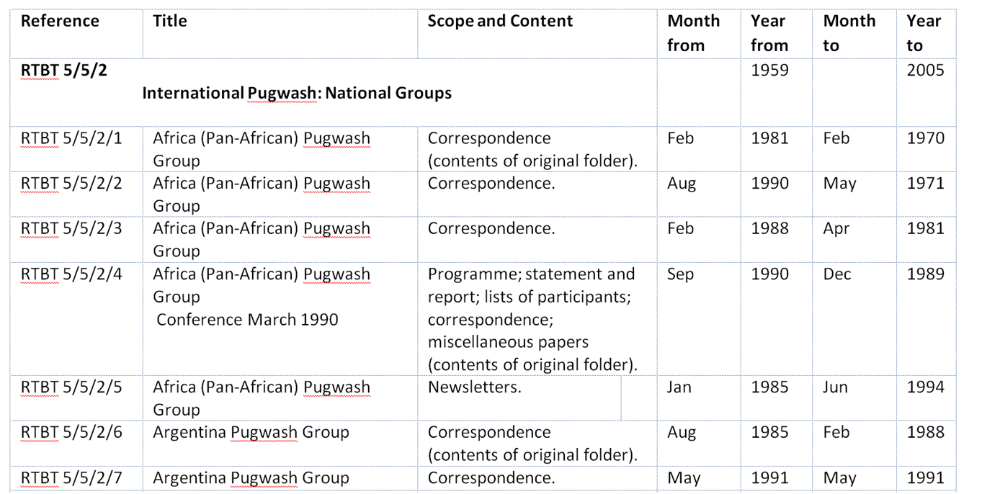 Reference Title Scope and Content Month from Year from Month to Year to
RTBT 5/5/2 1959 2005
International Pugwash: National Groups
RTBT 5/5/2/1 Africa (Pan-African) Pugwash Correspondence Feb 1981 Feb 1970
Group (contents of original folder).
RTBT 5/5/2/2 Africa (Pan-African) Pugwash Correspondence. Aug 1990 May 1971
Group
RTBT 5/5/2/3 Africa (Pan-African) Pugwash Correspondence. Feb 1988 Apr 1981
Group
RTBT 5/5/2/4 Africa (Pan-African) Pugwash Programme; statement and Sep 1990 Dec 1989
Group report; lists of participants;
Conference March 1990 correspondence;
miscellaneous papers
(contents of original folder).
RTBT 5/5/2/5 Africa (Pan-African) Pugwash Newsletters. Jan 1985 Jun 1994
Group
RTBT 5/5/2/6 Argentina Pugwash Group Correspondence Aug 1985 Feb 1988
(contents of original folder).
RTBT 5/5/2/7 Argentina Pugwash Group Correspondence. May 1991 May 1991